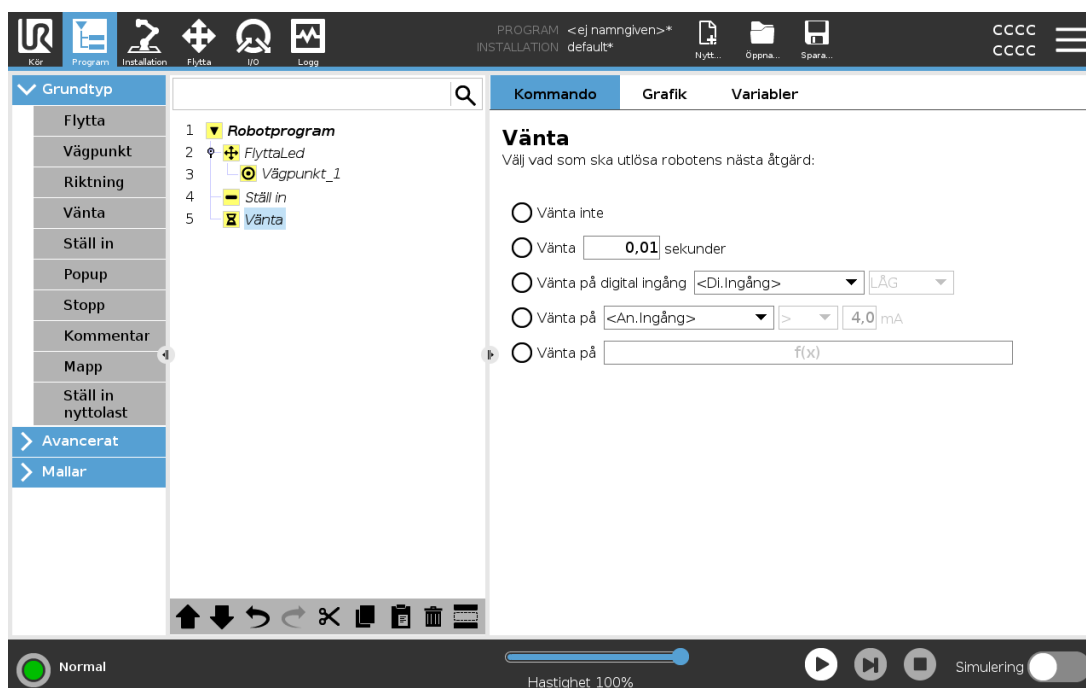 PROGRAM <ej namngiven>*
INSTALLATION default*
UR
Kör
Program
Installation
Flytta
I/O
Logg
Nytt...
Öppna...
Spara...
CCCC
CCCC
Grundtyp
Flytta
Vägpunkt
Riktning
Vänta
Ställ in
Popup
Stopp
Kommentar
Mapp
Ställ in
nyttolast
Avancerat
Mallar
1 Robotprogram
2 FlyttaLed
3 Vägpunkt_1
4 Ställ in
5 Vänta
Kommando Grafik Variabler
Vänta
Välj vad som ska utlösa robotens nästa åtgärd:
Vänta inte
Vänta 0,01 sekunder
Vänta på digital ingång <Di.Ingång> LÅG
Vänta på <An.Ingång> > 4,0 mA
Vänta på f(x)
Normal
Hastighet 100%
Simulering